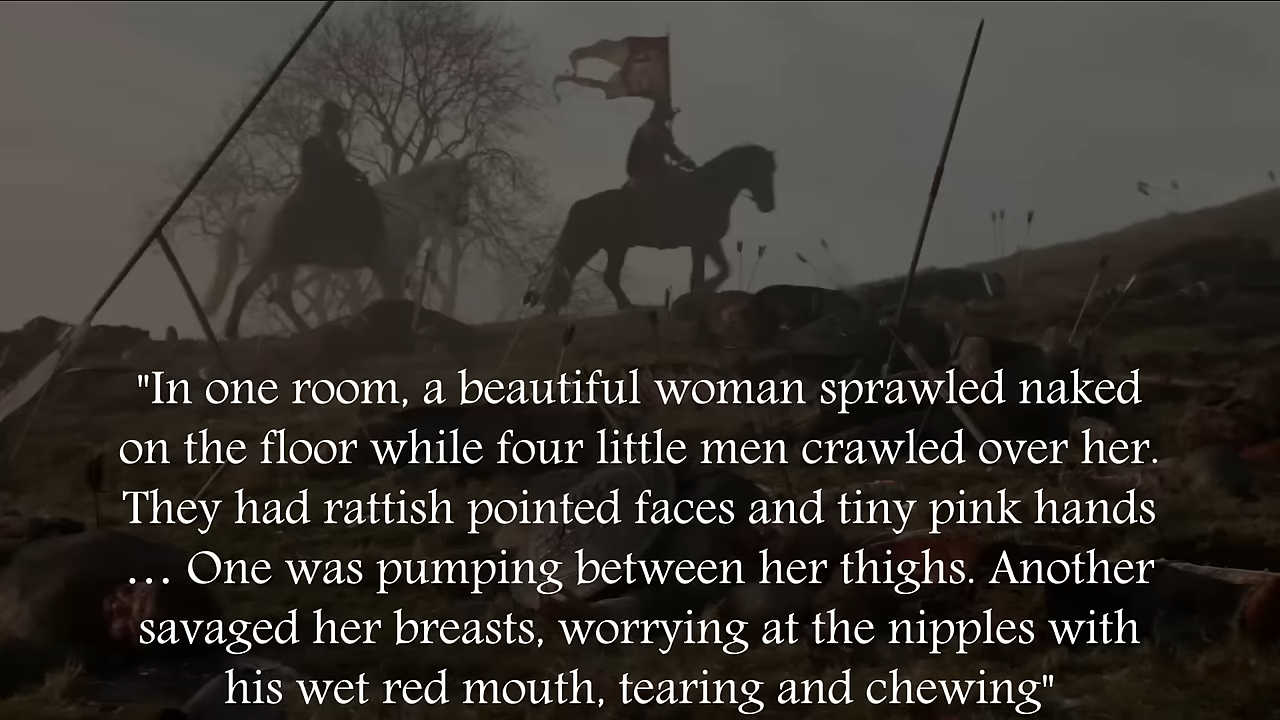 "In one room, a beautiful woman sprawled naked
on the floor while four little men crawled over her.
They had rattish pointed faces and tiny pink hands
… One was pumping between her thighs. Another
savaged her breasts, worrying at the nipples with
his wet red mouth, tearing and chewing"